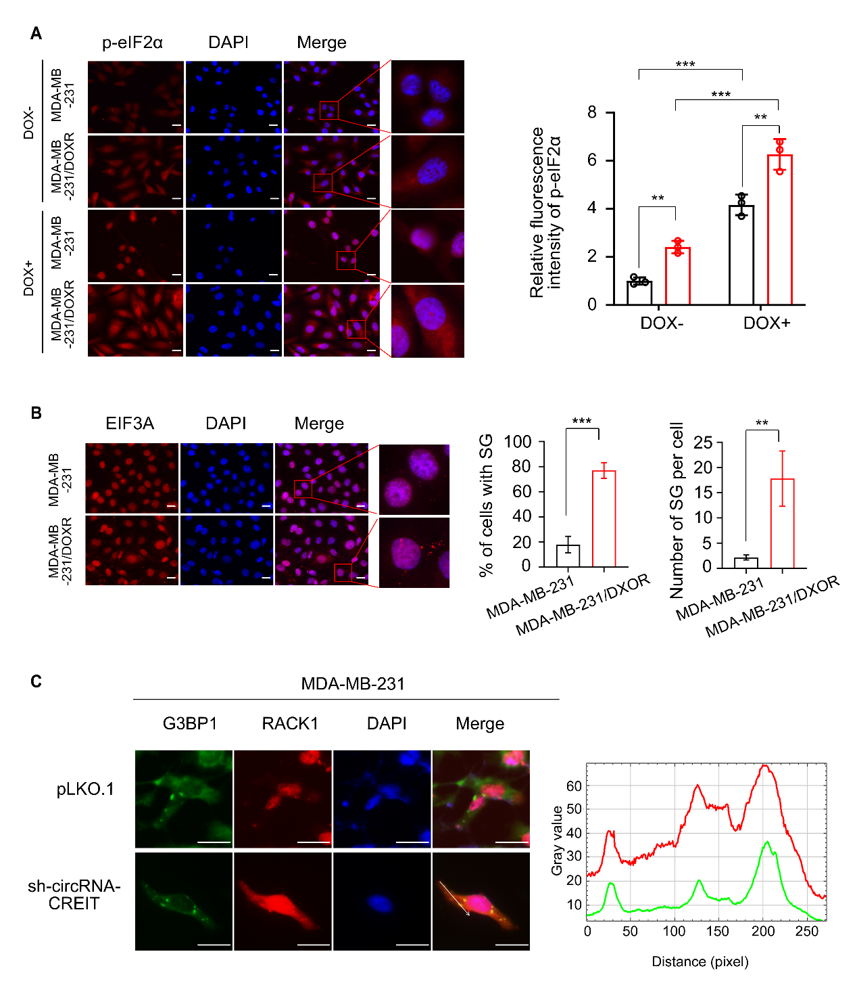 A
p-eIF2α DAPI Merge
DOX-
MDA-MB
-231
MDA-MB
-231/DOXR
DOX+
MDA-MB
-231
MDA-MB
-231/DOXR
Relative fluorescence
intensity of p-eIF2α
***
***
**
**
8
6
4
2
0
DOX- DOX+
B
EIF3A DAPI Merge
MDA-MB
-231
MDA-MB
-231/DOXR
% of cells with SG
***
100
80
60
40
20
0
MDA-MB-231
MDA-MB-231/DXOR
Number of SG per cell
**
25
20
15
10
5
0
MDA-MB-231
MDA-MB-231/DXOR
C
MDA-MB-231
G3BP1 RACK1 DAPI Merge
pLKO.1
sh-circRNA-
CREIT
Gray value
60
50
40
30
20
10
0 50 100 150 200 250
Distance (pixel)